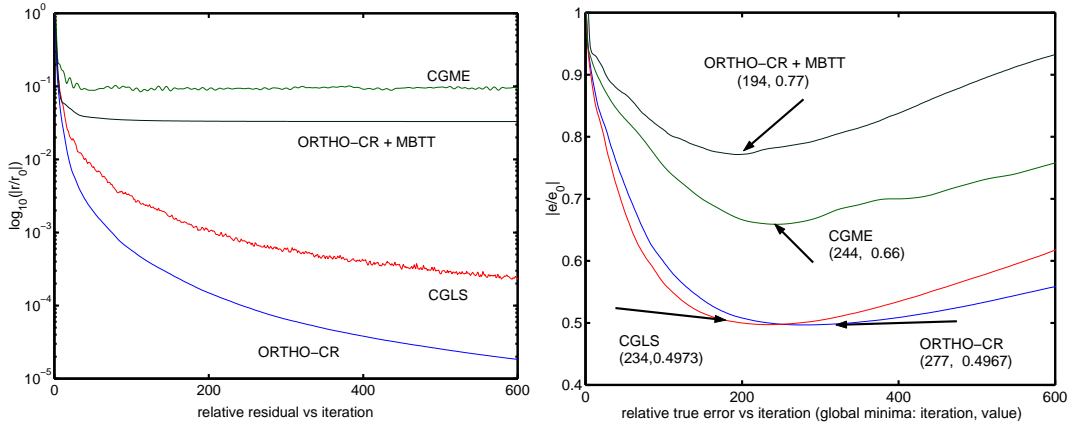 10^0
10^-1
10^-2
10^-3
10^-4
10^-5
log_10(|r/r_0|)
CGME
ORTHO−CR + MBTT
CGLS
ORTHO−CR
0 200 400 600
relative residual vs iteration
1
0.9
0.8
0.7
0.6
0.5
0.4
|e/e_0|
ORTHO−CR + MBTT
(194, 0.77)
CGME
(244, 0.66)
CGLS
(234,0.4973)
ORTHO−CR
(277, 0.4967)
0 200 400 600
relative true error vs iteration (global minima: iteration, value)